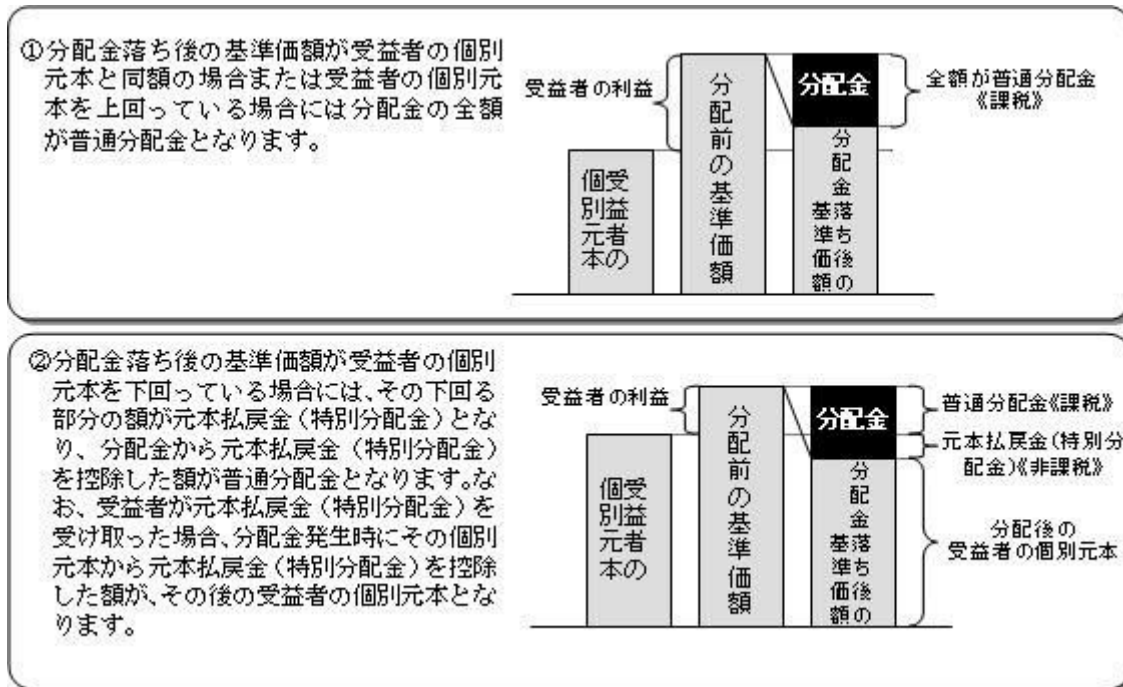 ①分配金落ち後の基準価額が受益者の個別
元本と同額の場合または受益者の個別元
本を上回っている場合には分配金の全額
が普通分配金となります。
受益者の利益
分配前の基準価額
分配金
全額が普通分配金
《課税》
受益者の
個別元本
分配金落ち後の
基準価額
②分配金落ち後の基準価額が受益者の個別
元本を下回っている場合には、その下回る
部分の額が元本払戻金(特別分配金)とな
り、分配金から元本払戻金(特別分配金)
を控除した額が普通分配金となります。な
お、受益者が元本払戻金(特別分配金)を
受け取った場合、分配金発生時にその個別
元本から元本払戻金(特別分配金)を控除
した額が、その後の受益者の個別元本とな
ります。
受益者の利益
分配前の基準価額
分配金
普通分配金《課税》
元本払戻金(特別分
配金)《非課税》
受益者の
個別元本
分配金落ち後の
基準価額
分配後の
受益者の個別元本